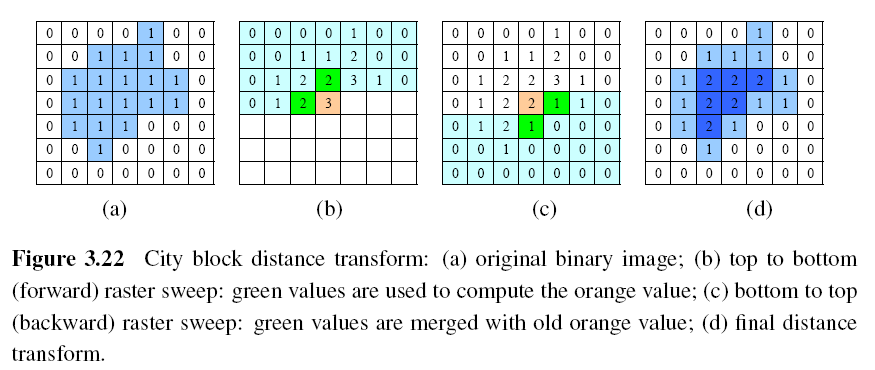 0 0 0 0 1 0 0 0 0 0 0 1 0 0 0 0 0 0 1 0 0 0 0 0 0 1 0 0
0 0 1 1 1 0 0 0 0 1 1 2 0 0 0 0 1 1 2 0 0 0 0 1 1 1 0 0
0 1 1 1 1 1 0 0 1 2 2 3 1 0 0 1 2 2 3 1 0 0 1 2 2 2 1 0
0 1 1 1 1 1 0 0 1 2 3 0 1 2 2 1 1 0 0 1 2 2 1 1 0
0 1 1 1 0 0 0 0 1 2 1 0 0 0 0 1 2 1 0 0 0
0 0 1 0 0 0 0 0 0 1 0 0 0 0 0 0 1 0 0 0 0
0 0 0 0 0 0 0 0 0 0 0 0 0 0 0 0 0 0 0 0 0
(a) (b) (c) (d)
Figure 3.22 City block distance transform: (a) original binary image; (b) top to bottom
(forward) raster sweep: green values are used to compute the orange value; (c) bottom to top
(backward) raster sweep: green values are merged with old orange value; (d) final distance
transform.